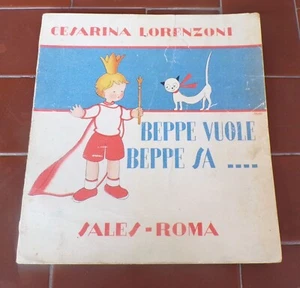 CESARINA LORENZONI
BEPPE VUOLE
BEPPE SA ....
SALES - ROMA